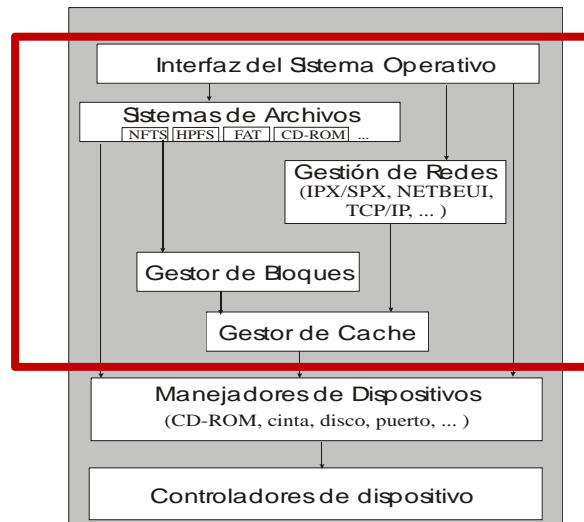 Interfaz del Sistema Operativo
Sistemas de Archivos
NFTS HPFS FAT CD-ROM ...
Gestión de Redes
(IPX/SPX, NETBEUI,
TCP/IP, ... )
Gestor de Bloques
Gestor de Cache
Manejadores de Dispositivos
(CD-ROM, cinta, disco, puerto, ... )
Controladores de dispositivo